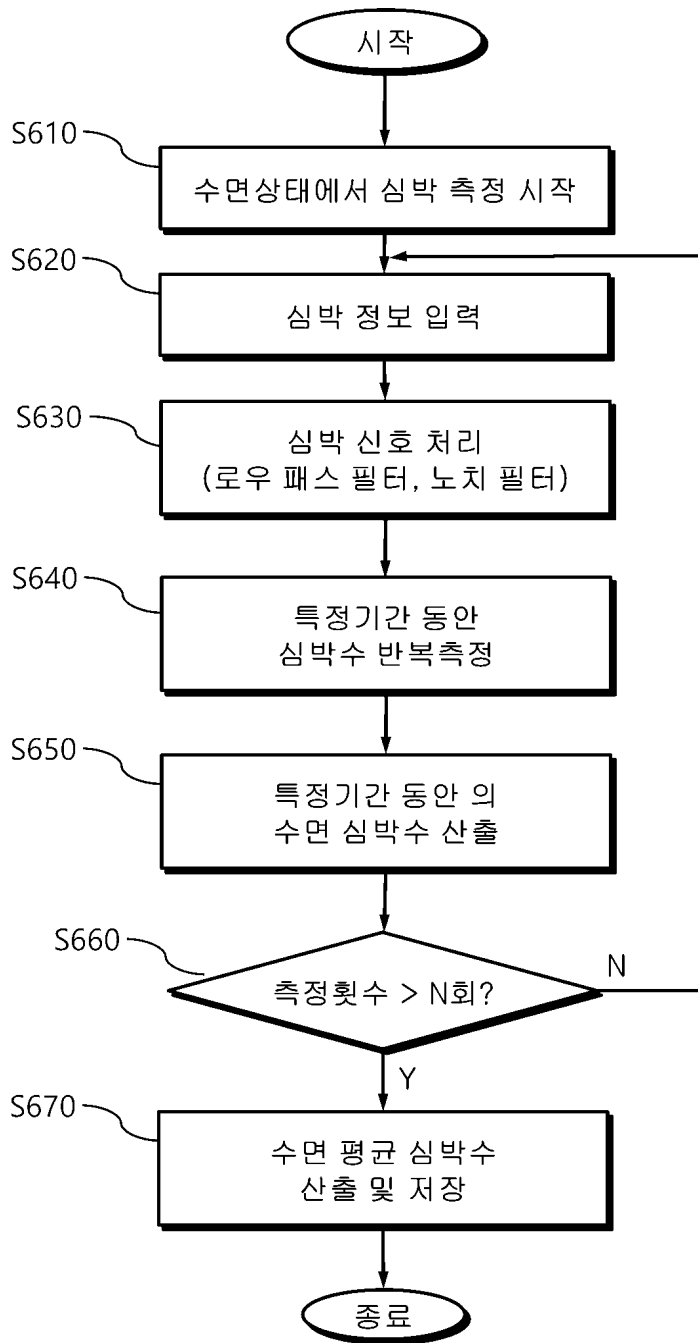 시작
S610
수면상태에서 심박 측정 시작
S620
심박 정보 입력
S630
심박 신호 처리
(로우 패스 필터, 노치 필터)
S640
특정기간 동안
심박수 반복측정
S650
특정기간 동안 의
수면 심박수 산출
S660
측정횟수 > N회?
N
Y
S670
수면 평균 심박수
산출 및 저장
종료